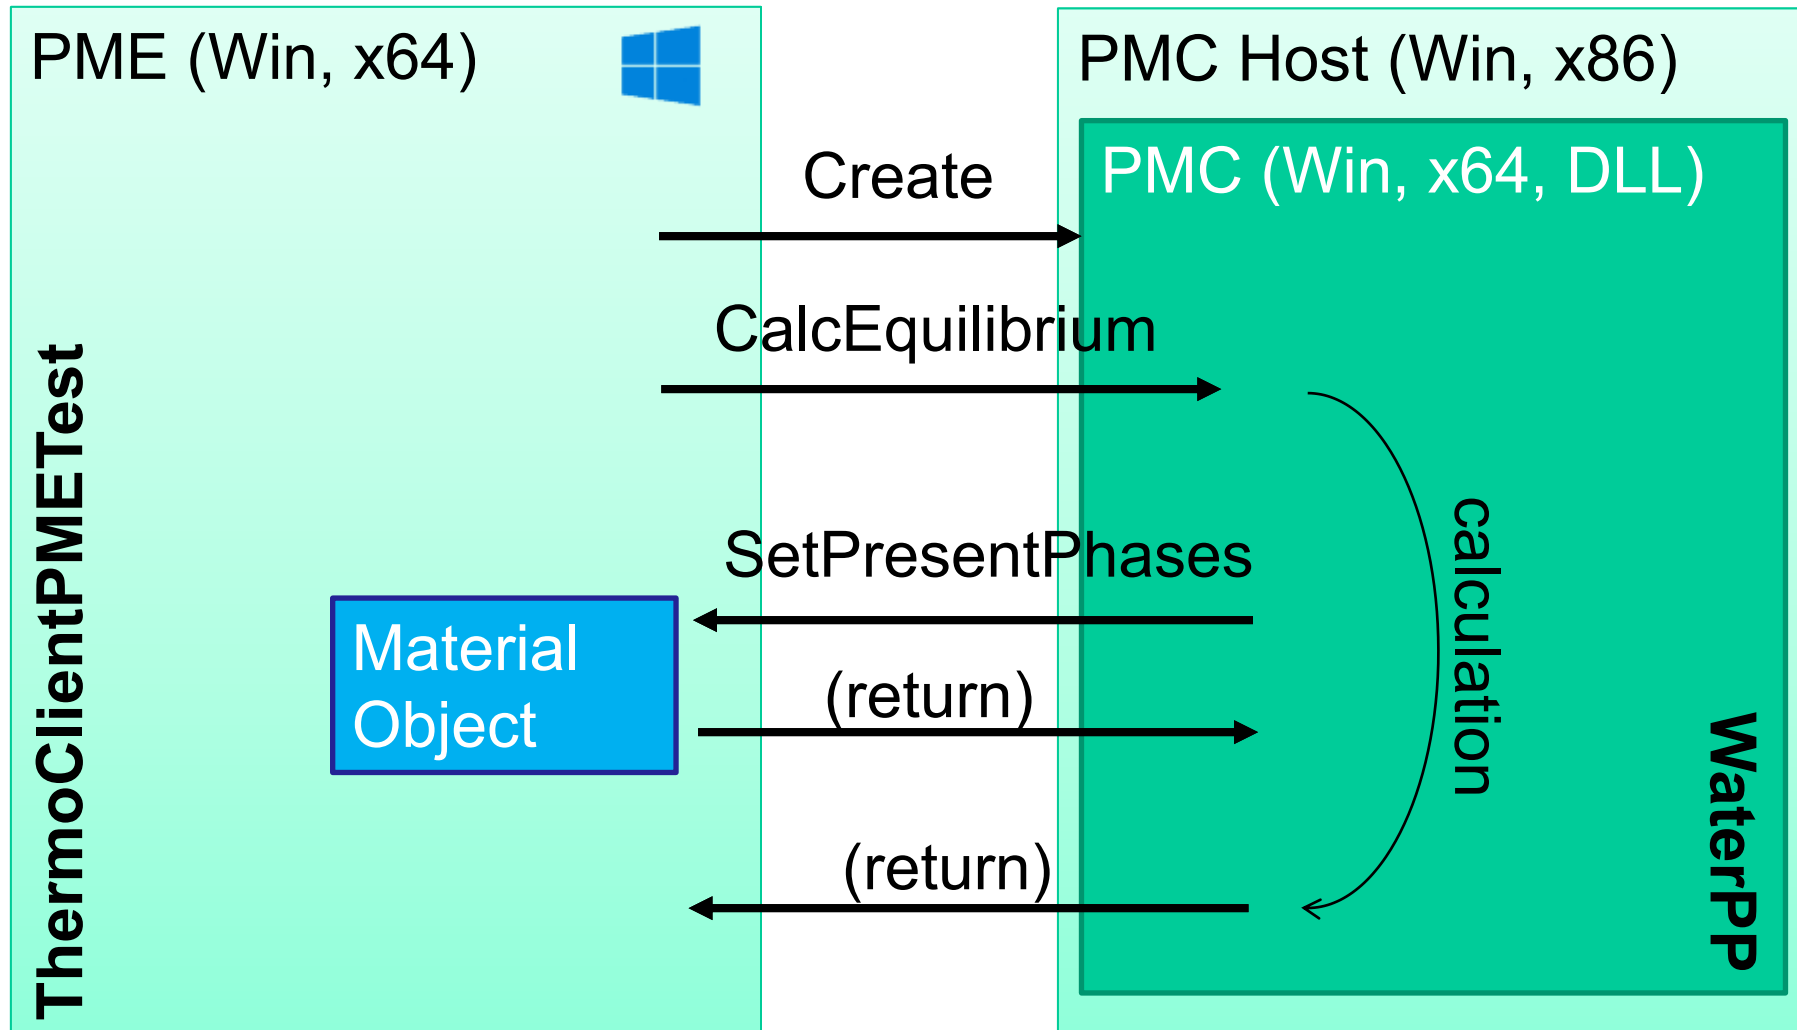 PME (Win, x64)
PMC Host (Win, x86)
PMC (Win, x64, DLL)
Create
CalcEquilibrium
SetPresentPhases
Material
Object
(return)
(return)
calculation
ThermoClientPMETest
WaterPP